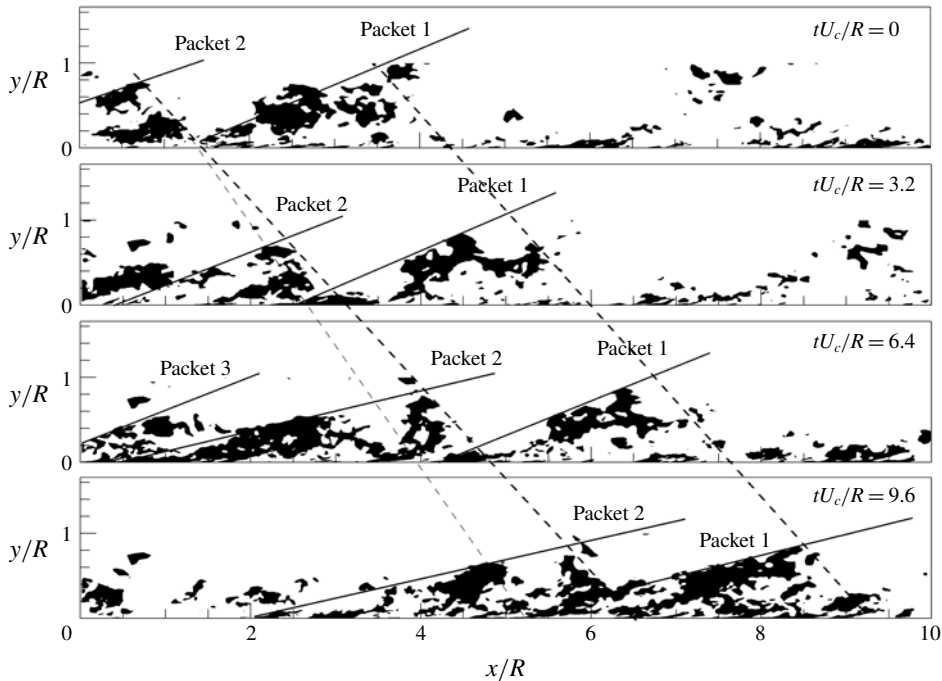 Packet 2
Packet 1
tU_c/R = 0
y/R
1
0
Packet 2
Packet 1
tU_c/R = 3.2
y/R
1
0
Packet 3
Packet 2
Packet 1
tU_c/R = 6.4
y/R
1
0
Packet 2
Packet 1
tU_c/R = 9.6
y/R
1
0
2
4
6
8
10
x/R